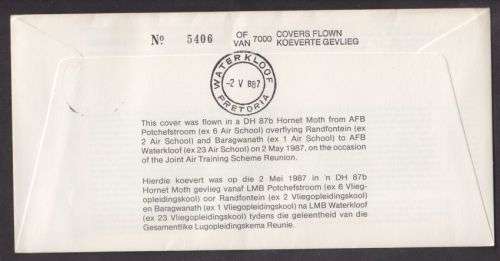 No 5406 OF 7000 COVERS FLOWN
VAN KOEVERTE GEVLIEG
WATERKLOOF
-2 V 887
PRETORIA
This cover was flown in a DH 87b Hornet Moth from AFB
Potchefstroom (ex 6 Air School) overflying Randfontein (ex
2 Air School) and Baragwanath (ex 1 Air School) to AFB
Waterkloof (ex 23 Air School) on 2 May 1987, on the occasion
of the Joint Air Training Scheme Reunion.
Hierdie koevert was op die 2 Mei 1987 in 'n DH 87b
Hornet Moth gevlieg vanaf LMB Potchefstroom (ex 6 Vlieg-
opleidingskool) oor Randfontein (ex 2 Vliegopleidingskool)
en Baragwanath (ex 1 Vliegopleidingskool) na LMB Waterkloof
(ex 23 Vliegopleidingskool) tydens die geleentheid van die
Gesamentlike Lugopleidingskema Reunie.